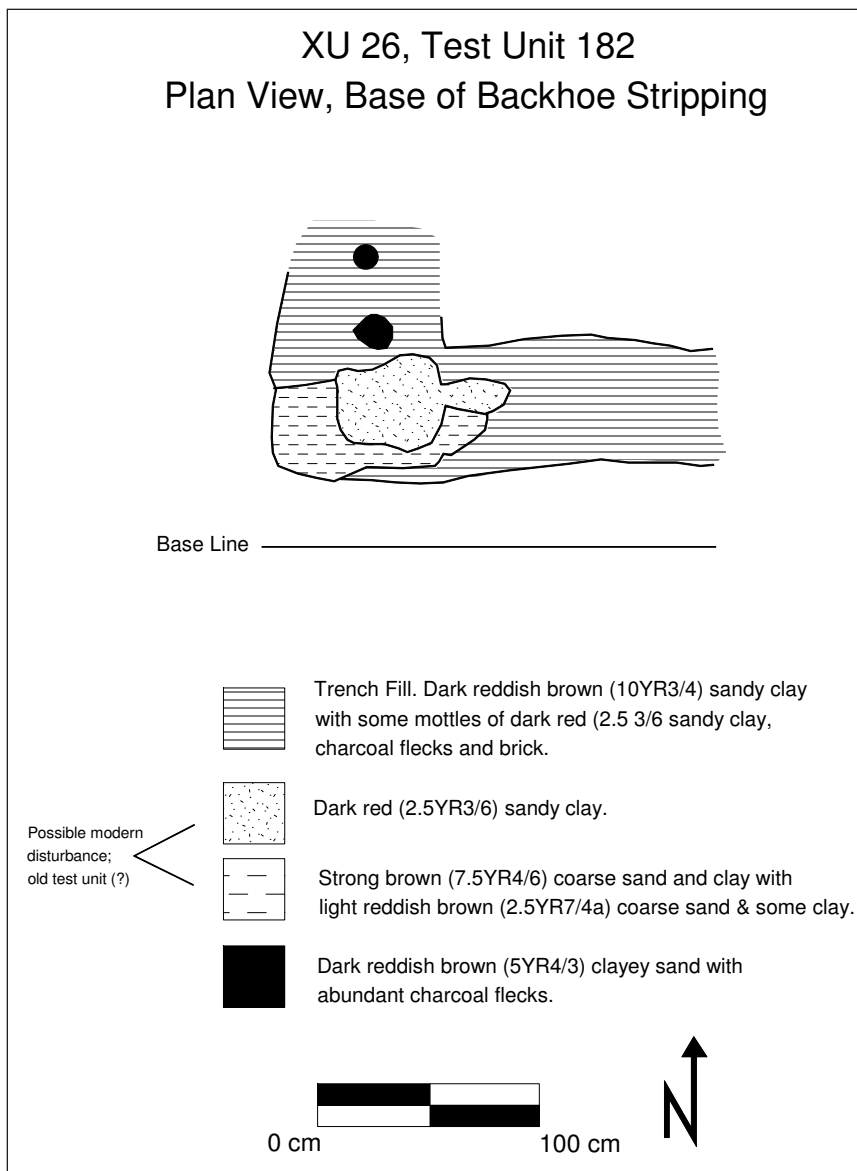 XU 26, Test Unit 182
Plan View, Base of Backhoe Stripping
Base Line
Trench Fill. Dark reddish brown (10YR3/4) sandy clay
with some mottles of dark red (2.5 3/6 sandy clay,
charcoal flecks and brick.
Possible modern
disturbance;
old test unit (?)
Dark red (2.5YR3/6) sandy clay.
Strong brown (7.5YR4/6) coarse sand and clay with
light reddish brown (2.5YR7/4a) coarse sand & some clay.
Dark reddish brown (5YR4/3) clayey sand with
abundant charcoal flecks.
N
0 cm 100 cm